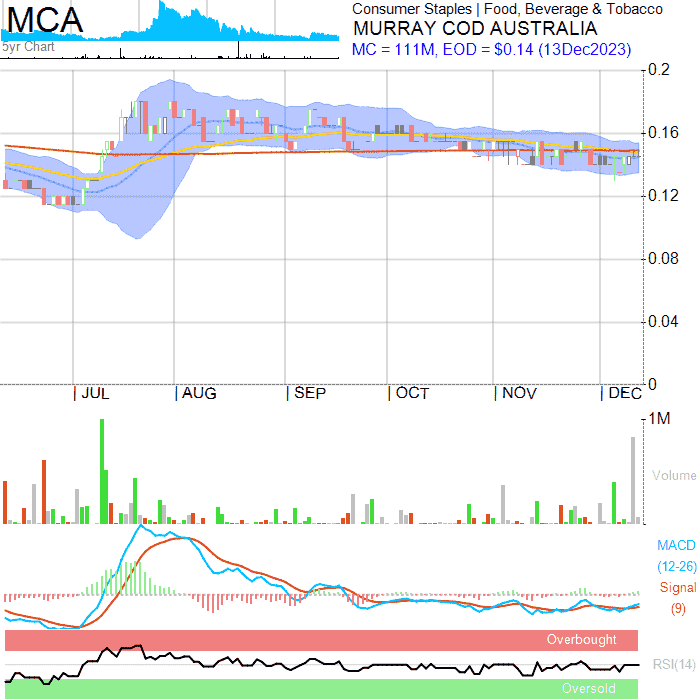 MCA
5yr Chart
Consumer Staples | Food, Beverage & Tobacco
MURRAY COD AUSTRALIA
MC = 111M, EOD = $0.14 (13Dec2023)
0.2
0.16
0.12
0.08
0.04
0
| JUL | AUG | SEP | OCT | NOV | DEC
1M
Volume
MACD
(12-26)
Signal
(9)
Overbought
RSI(14)
Oversold